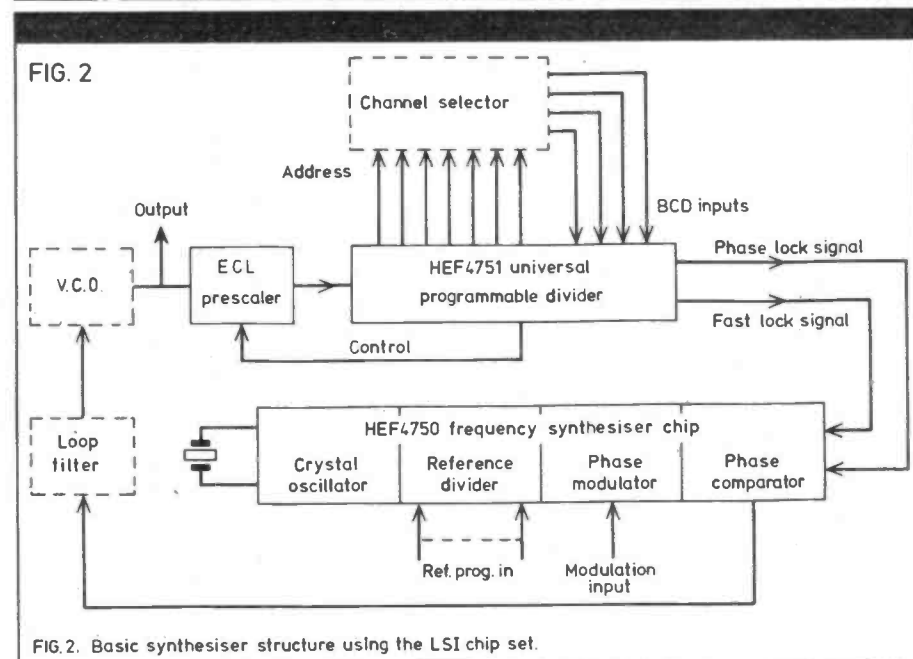 FIG. 2
Channel selector
Address
BCD inputs
Output
V.C.O.
ECL
prescaler
HEF4751 universal
programmable divider
Phase lock signal
Fast lock signal
Control
Loop
filter
HEF4750 frequency synthesiser chip
Crystal
oscillator
Reference
divider
Phase
modulator
Phase
comparator
Ref. prog. in
Modulation
input
FIG. 2. Basic synthesiser structure using the LSI chip set.